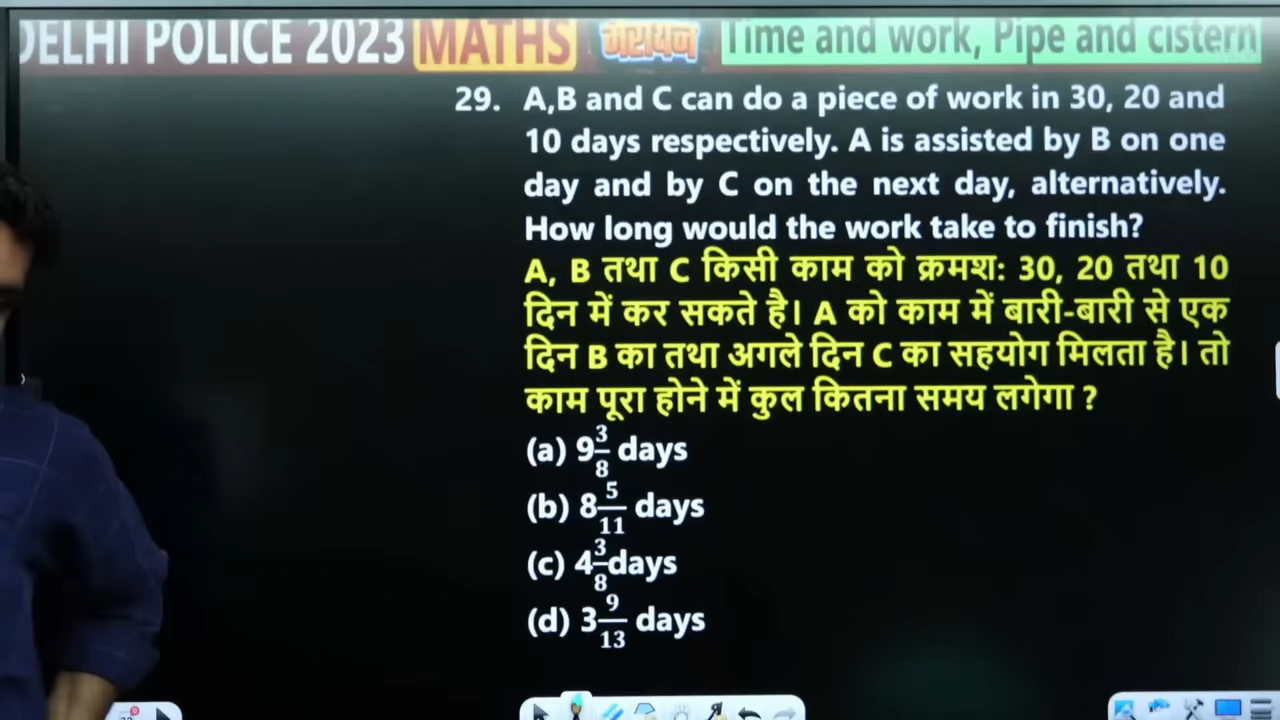 DELHI POLICE 2023 MATHS मैराथन Time and work, Pipe and cistern
29. A,B and C can do a piece of work in 30, 20 and
10 days respectively. A is assisted by B on one
day and by C on the next day, alternatively.
How long would the work take to finish?
A, B तथा C किसी काम को क्रमश: 30, 20 तथा 10
दिन में कर सकते है। A को काम में बारी-बारी से एक
दिन B का तथा अगले दिन C का सहयोग मिलता है। तो
काम पूरा होने में कुल कितना समय लगेगा ?
(a) 9 3/8 days
(b) 8 5/11 days
(c) 4 3/8 days
(d) 3 9/13 days